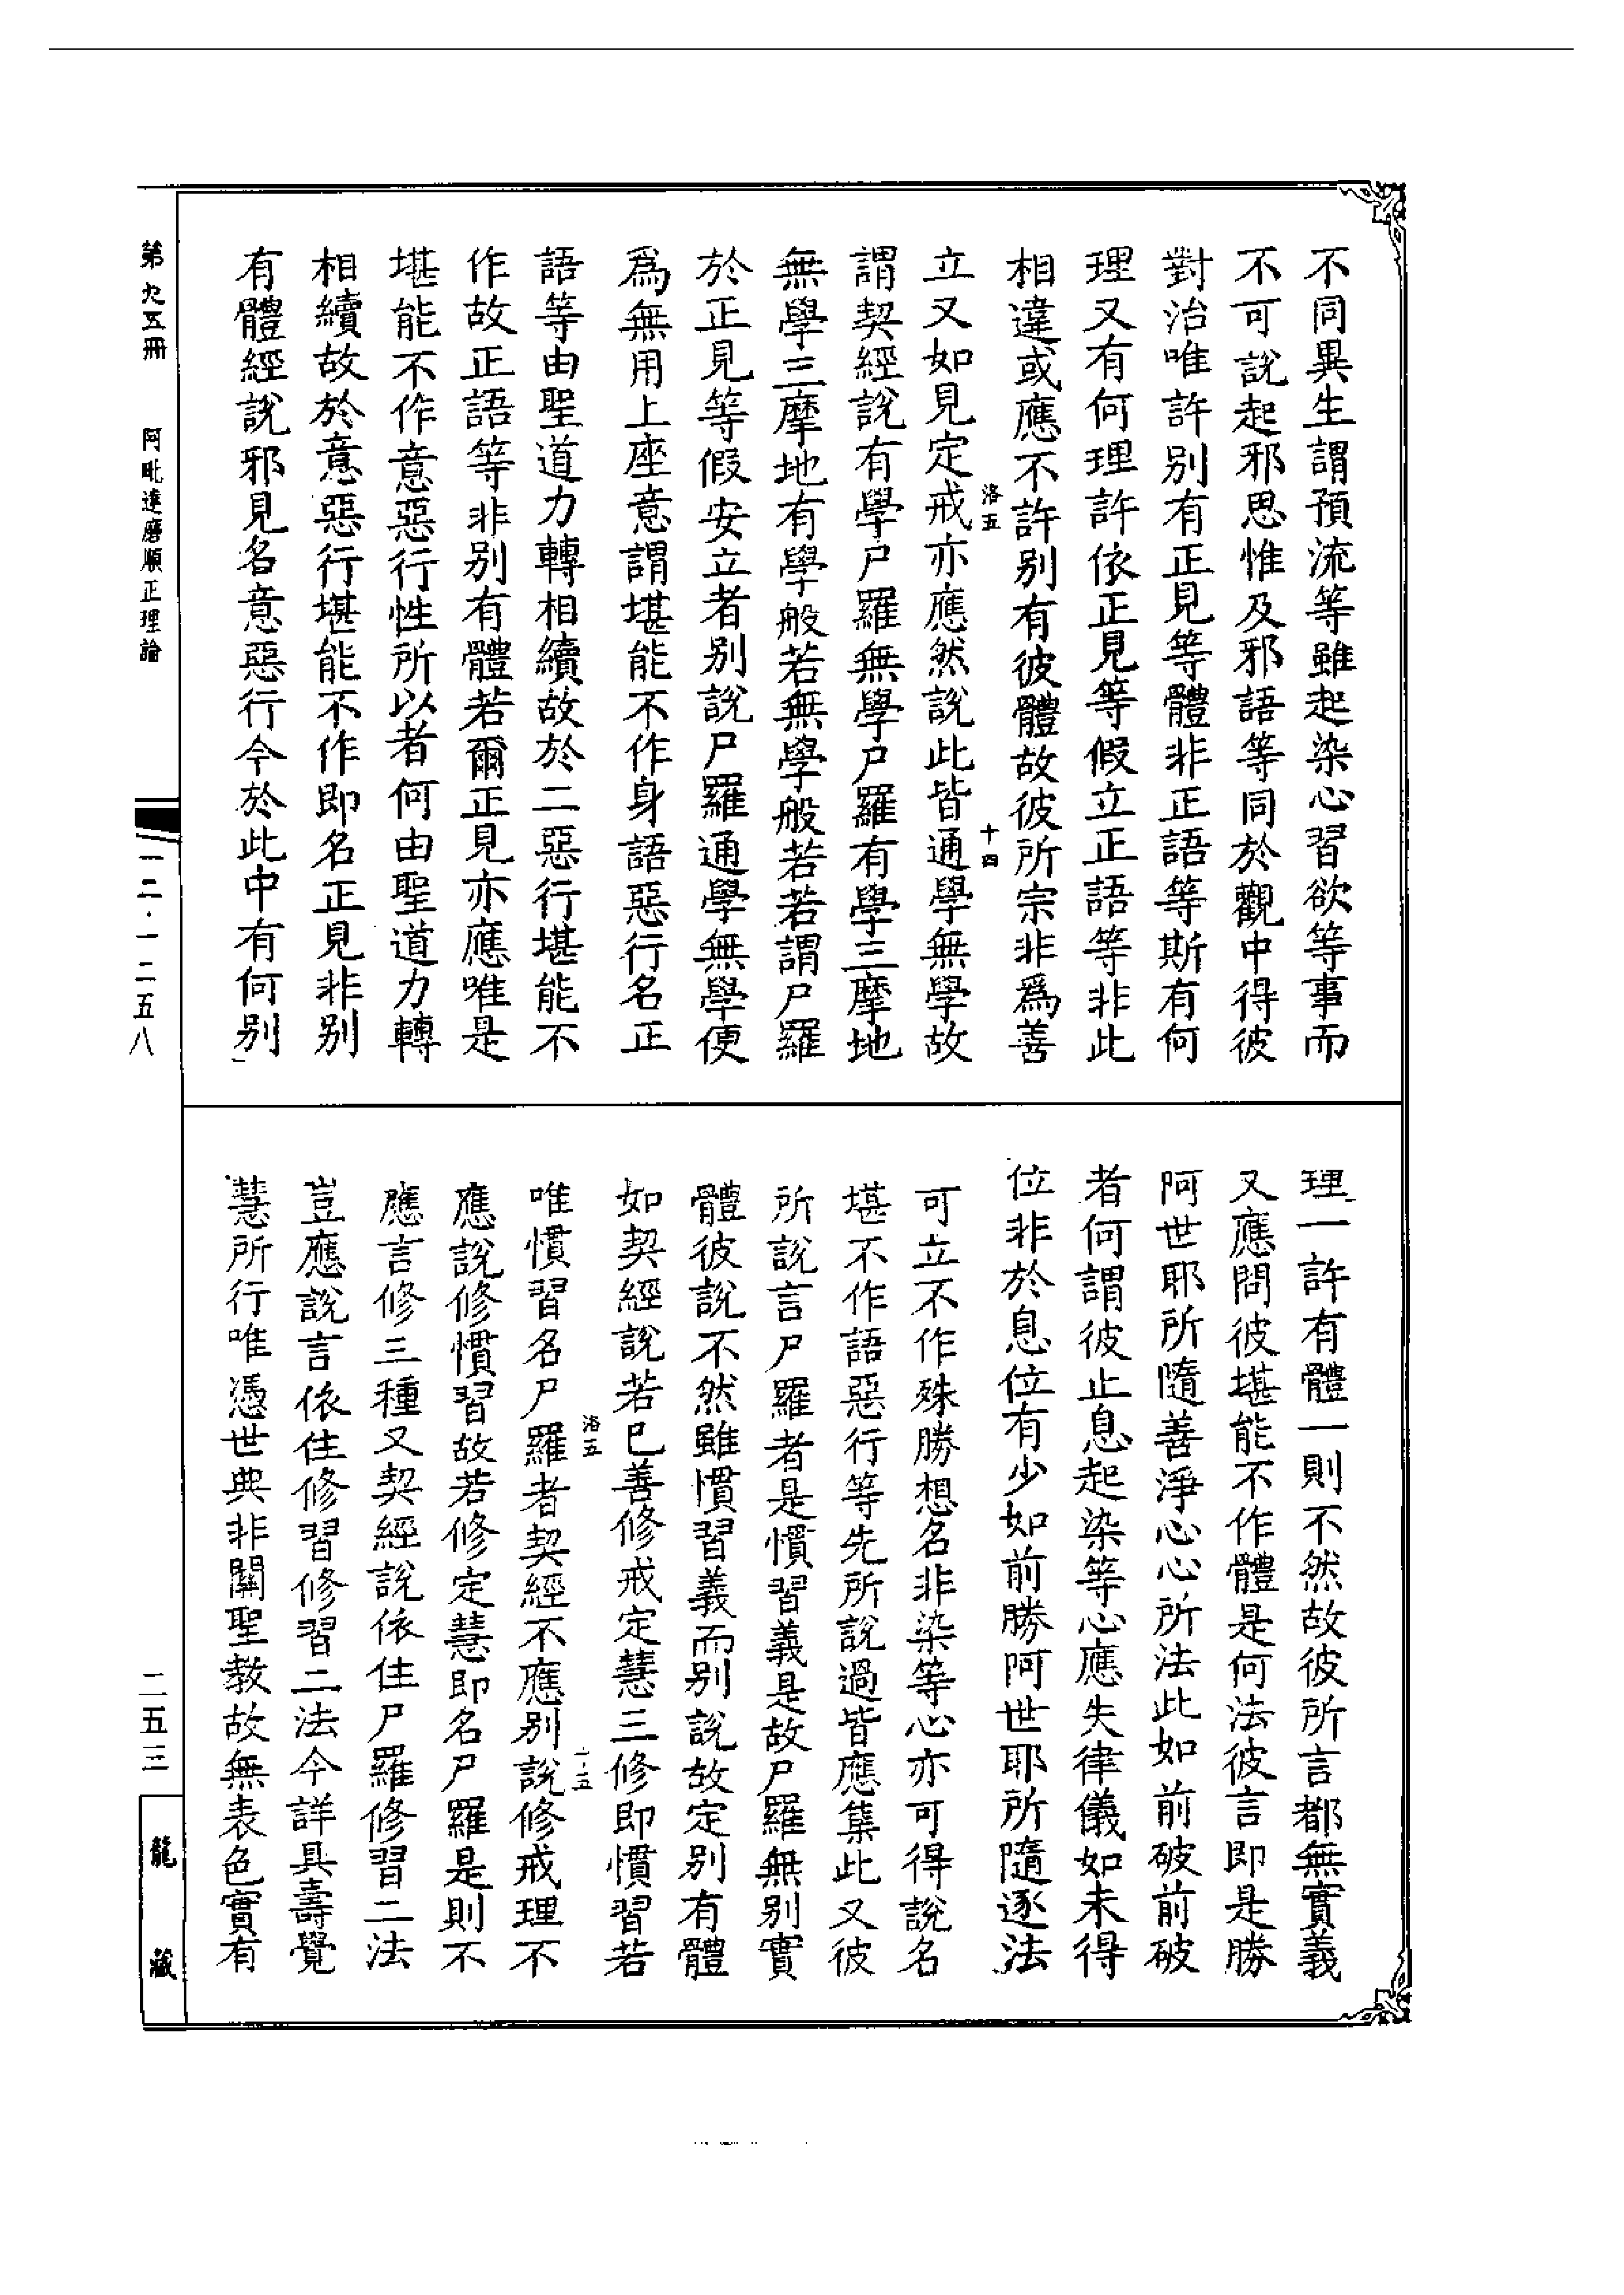 不同異生謂預流等雖起染心習欲等事而
不可說起邪思惟及邪語等同於觀中得彼
對治唯許別有正見等體非正語等斯有何
理又有何理許依正見等假立正語等非此
相違或應不許別有彼體故彼所宗非爲善
洛五
十四
立又如見定戒亦應然說此皆通學無學故
謂契經說有學尸羅無學尸羅有學三摩地
無學三摩地有學般若無學般若若謂尸羅
於正見等假安立者別說尸羅通學無學便
爲無用上座意謂堪能不作身語惡行名正
語等由聖道力轉相續故於二惡行堪能不
作故正語等非別有體若爾正見亦應唯是
堪能不作意惡行性所以者何由聖道力轉
相續故於意惡行堪能不作即名正見非別
有體經說邪見名意惡行今於此中有何別
理一許有體一則不然故彼所言都無實義
又應問彼堪能不作體是何法彼言即是勝
阿世耶所隨善淨心心所法此如前破前破
者何謂彼止息起染等心應失律儀如未得
位非於息位有少如前勝阿世耶所隨逐法
可立不作殊勝想名非染等心亦可得說名
堪不作語惡行等先所說過皆應集此又彼
所說言尸羅者是慣習義是故尸羅無別實
體彼說不然雖慣習義而別說故定別有體
如契經說若已善修戒定慧三修即慣習若
洛五
十五
唯慣習名尸羅者契經不應別說修戒理不
應說修慣習故若修定慧即名尸羅是則不
應言修三種又契經說依住尸羅修習二法
豈應說言依住修習修習二法今詳具壽覺
慧所行唯憑世典非關聖教故無表色實有
第九五冊
阿毗達磨順正理論
一二·一二五八
二五三
龍藏